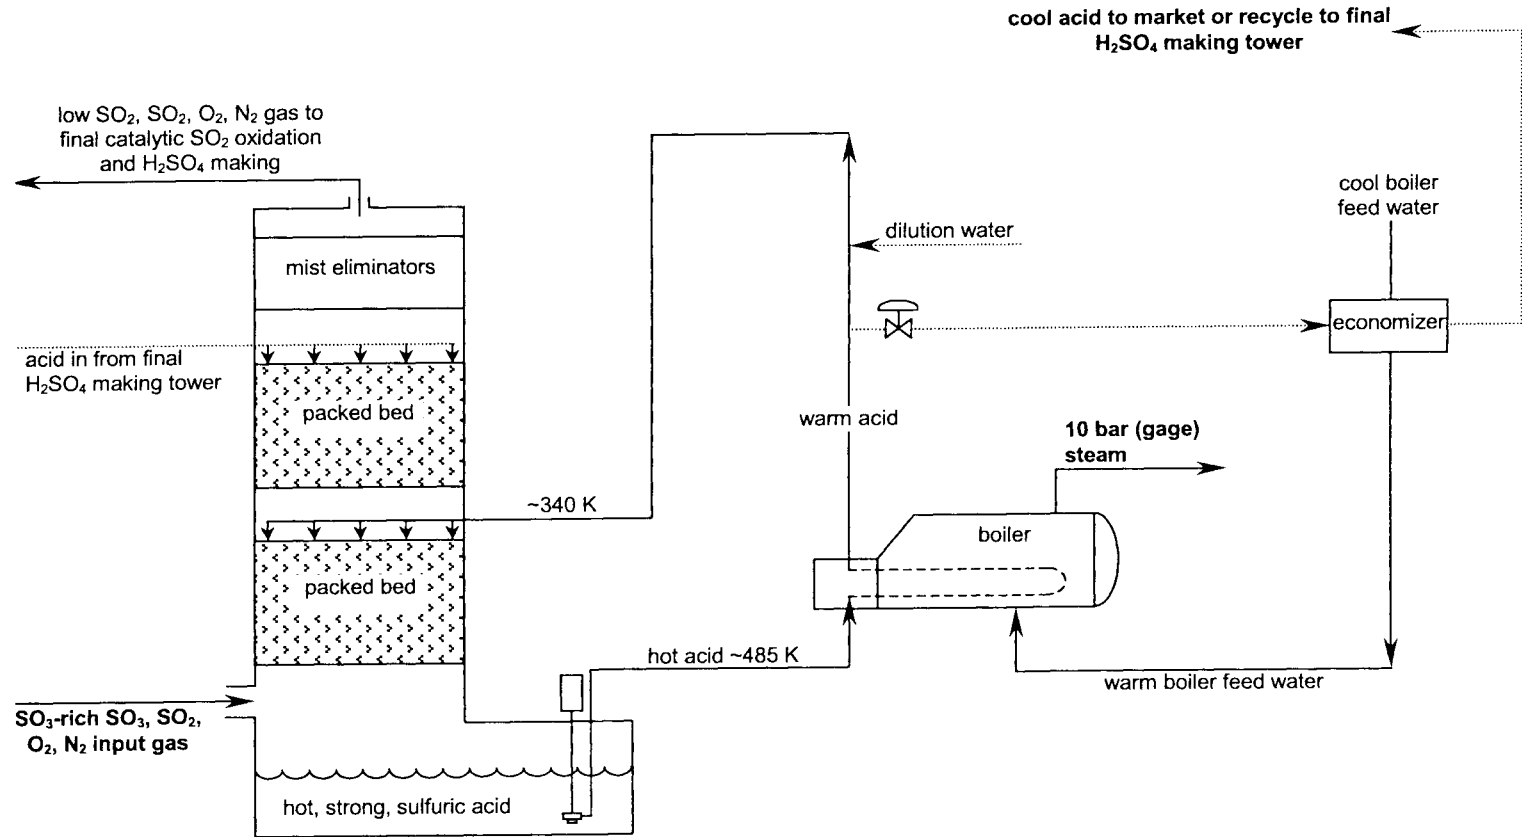 cool acid to market or recycle to final
H₂SO₄ making tower
low SO₂, SO₂, O₂, N₂ gas to
final catalytic SO₂ oxidation
and H₂SO₄ making
cool boiler
feed water
dilution water
mist eliminators
economizer
acid in from final
H₂SO₄ making tower
packed bed
warm acid
10 bar (gage)
steam
~340 K
boiler
packed bed
hot acid ~485 K
warm boiler feed water
SO₃-rich SO₃, SO₂,
O₂, N₂ input gas
hot, strong, sulfuric acid